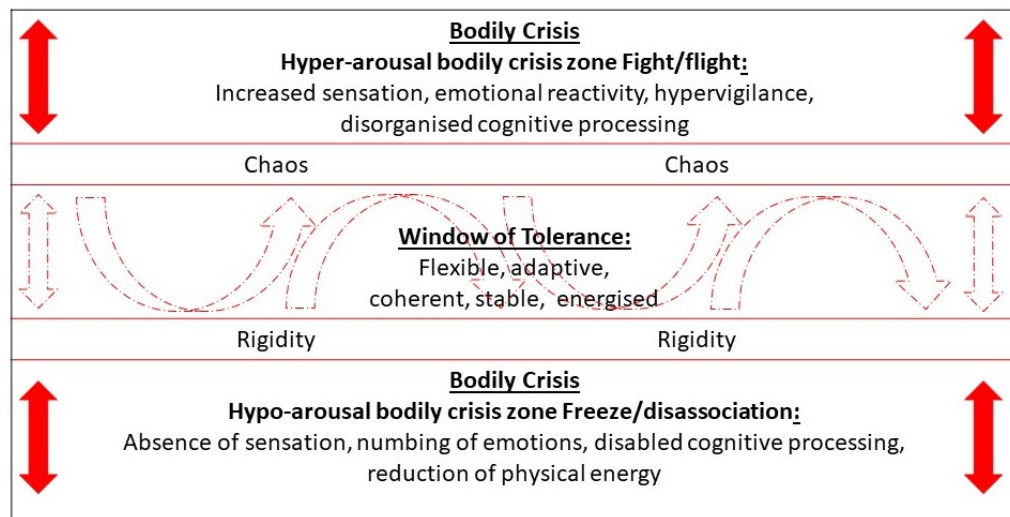 Bodily Crisis
Hyper-arousal bodily crisis zone Fight/flight:
Increased sensation, emotional reactivity, hypervigilance,
disorganised cognitive processing
Chaos Chaos
Window of Tolerance:
Flexible, adaptive,
coherent, stable, energised
Rigidity Rigidity
Bodily Crisis
Hypo-arousal bodily crisis zone Freeze/disassociation:
Absence of sensation, numbing of emotions, disabled cognitive processing,
reduction of physical energy